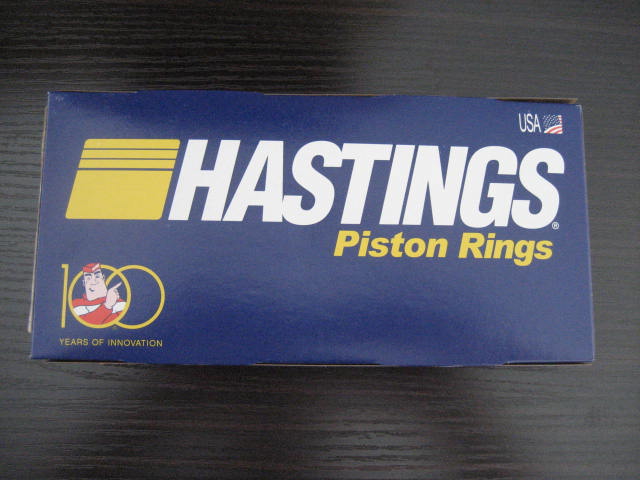 USA
HASTINGS®
Piston Rings
100
YEARS OF INNOVATION